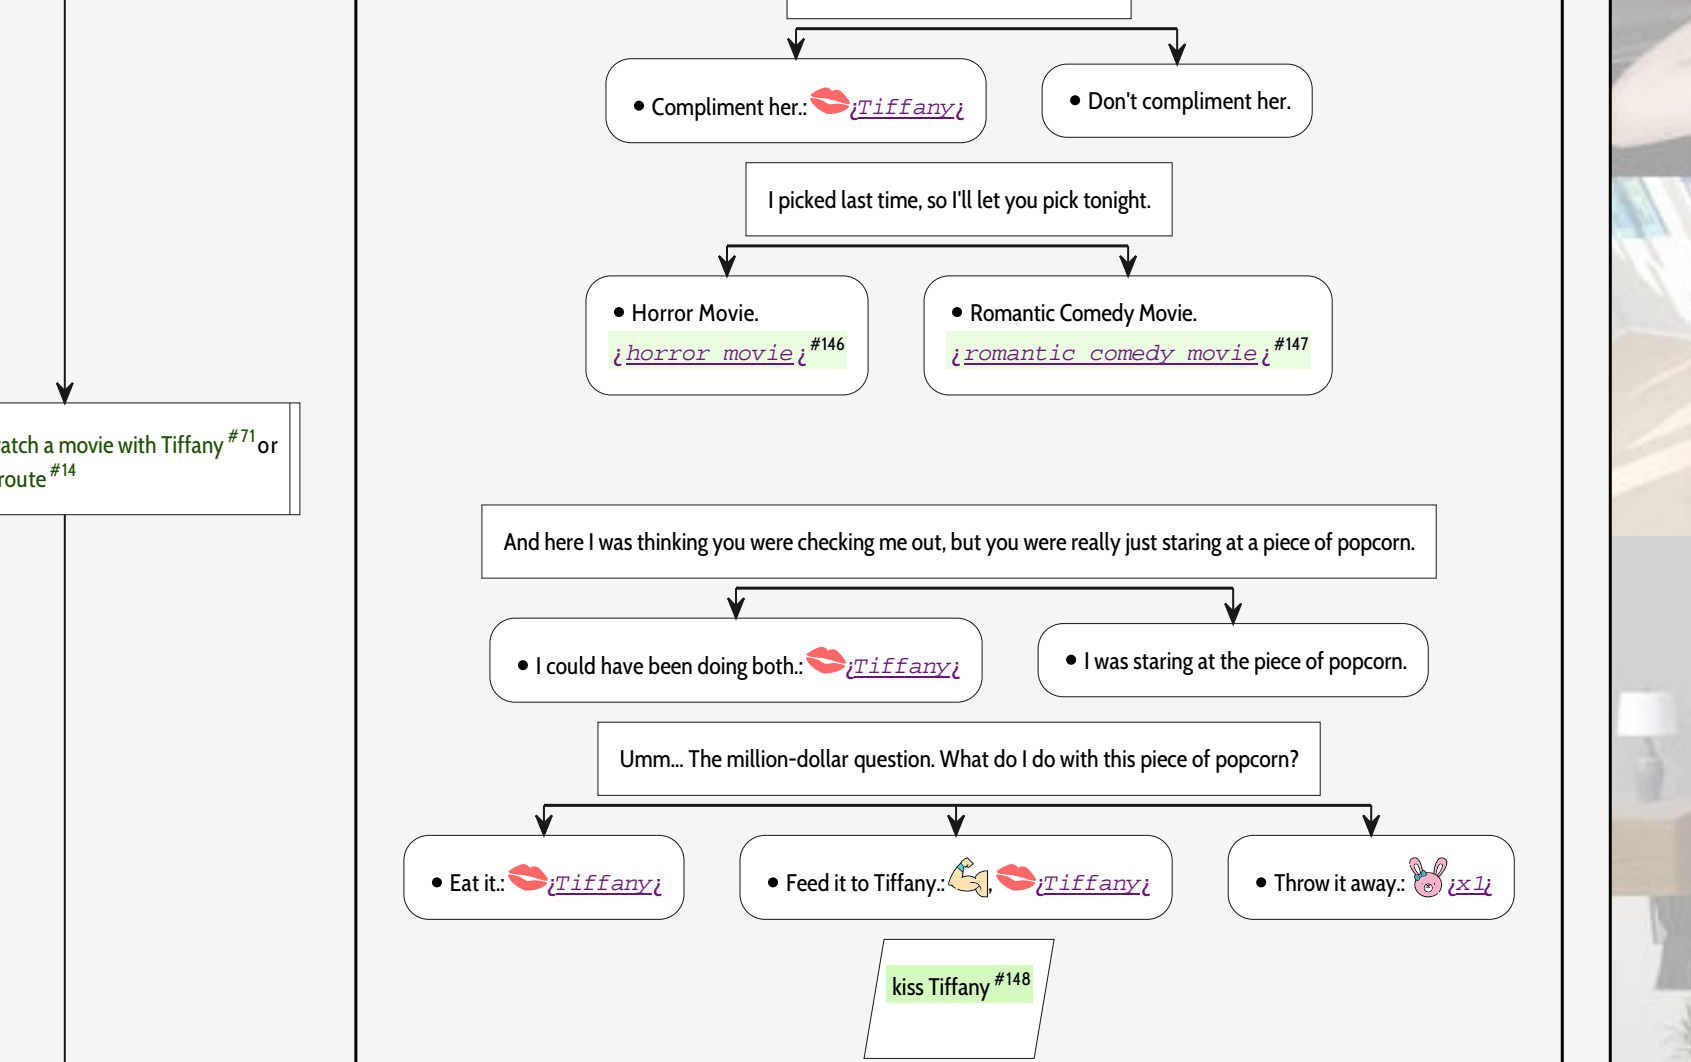 • Compliment her.: ¿Tiffany¿
• Don't compliment her.
I picked last time, so I'll let you pick tonight.
• Horror Movie.
¿horror movie¿ #146
• Romantic Comedy Movie.
¿romantic comedy movie¿ #147
a movie with Tiffany #71 or
route #14
And here I was thinking you were checking me out, but you were really just staring at a piece of popcorn.
• I could have been doing both.: ¿Tiffany¿
• I was staring at the piece of popcorn.
Umm... The million-dollar question. What do I do with this piece of popcorn?
• Eat it.: ¿Tiffany¿
• Feed it to Tiffany.: , ¿Tiffany¿
• Throw it away.: ¿x1¿
kiss Tiffany #148